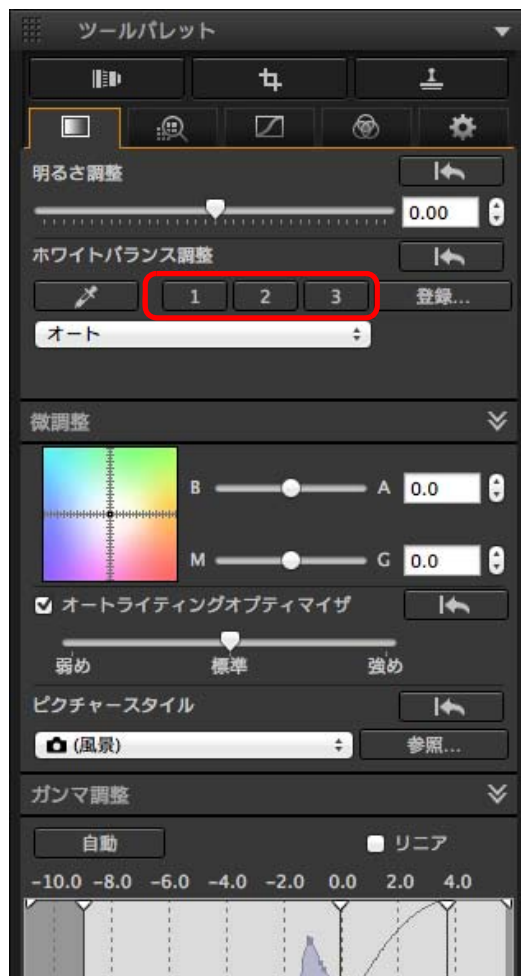 ツールパレット
明るさ調整
0.00
ホワイトバランス調整
1 2 3 登録...
オート
微調整
B A 0.0
M G 0.0
オートライティングオプティマイザ
弱め 標準 強め
ピクチャースタイル
(風景) 参照...
ガンマ調整
自動 リニア
-10.0 -8.0 -6.0 -4.0 -2.0 0.0 2.0 4.0